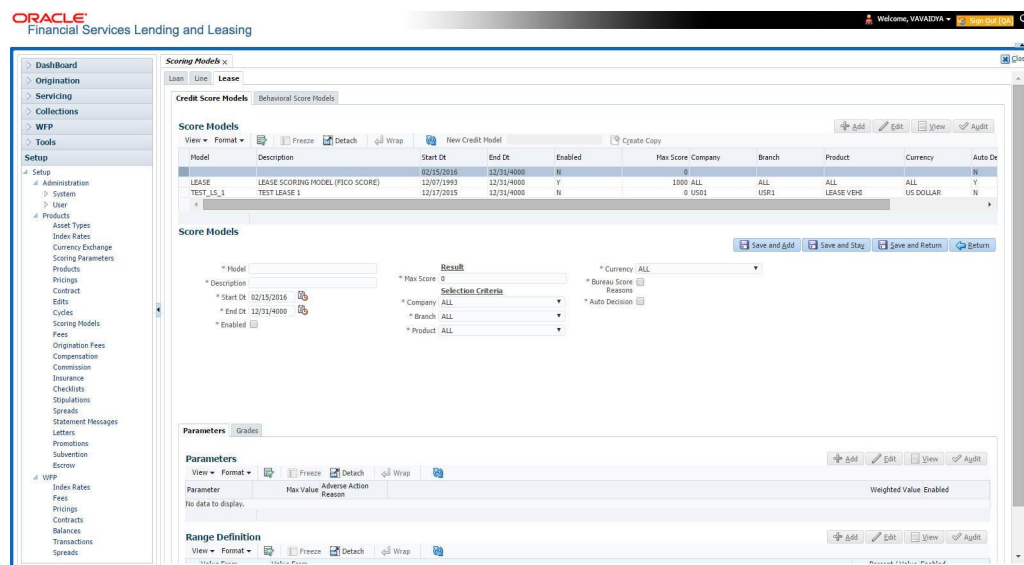 ORACLE
Financial Services Lending and Leasing
Welcome, VAVAIDYA
Sign Out [QA]
Scoring Models x
Clos
DashBoard
Origination
Servicing
Collections
WFP
Tools
Setup
Setup
Administration
System
User
Products
Asset Types
Index Rates
Currency Exchange
Scoring Parameters
Products
Pricings
Contract
Edits
Cycles
Scoring Models
Fees
Origination Fees
Compensation
Commission
Insurance
Checklists
Stipulations
Spreads
Statement Messages
Letters
Promotions
Subvention
Escrow
WFP
Index Rates
Fees
Pricings
Contracts
Balances
Transactions
Spreads
Loan Line Lease
Credit Score Models Behavioral Score Models
Score Models
Add Edit View Audit
View Format Freeze Detach Wrap New Credit Model Create Copy
Model Description Start Dt End Dt Enabled Max Score Company Branch Product Currency Auto De
02/15/2016 12/31/4000 N 0 N
LEASE LEASE SCORING MODEL (FICO SCORE) 12/07/1993 12/31/4000 Y 1000 ALL ALL ALL ALL Y
TEST_LS_1 TEST LEASE 1 12/17/2015 12/31/4000 N 0 US01 USR1 LEASE VEHI US DOLLAR N
Score Models
Save and Add Save and Stay Save and Return Return
* Model
* Description
* Start Dt 02/15/2016
* End Dt 12/31/4000
* Enabled
Result
* Max Score 0
Selection Criteria
* Company ALL
* Branch ALL
* Product ALL
* Currency ALL
* Bureau Score Reasons
* Auto Decision
Parameters Grades
Parameters
Add Edit View Audit
View Format Freeze Detach Wrap
Parameter Max Value Adverse Action Reason Weighted Value Enabled
No data to display.
Range Definition
Add Edit View Audit
View Format Freeze Detach Wrap
Value From Value From Percent / Value Enabled